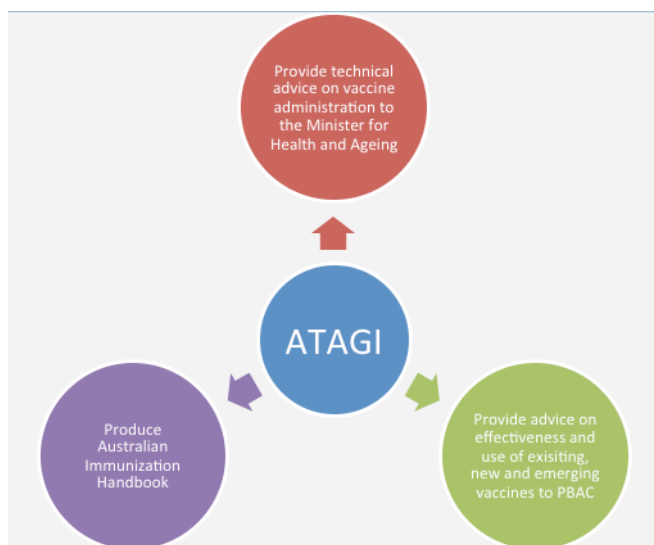 Provide technical
advice on vaccine
administration to
the Minister for
Health and Ageing
ATAGI
Produce
Australian
Immunization
Handbook
Provide advice on
effectiveness and
use of exisiting,
new and emerging
vaccines to PBAC